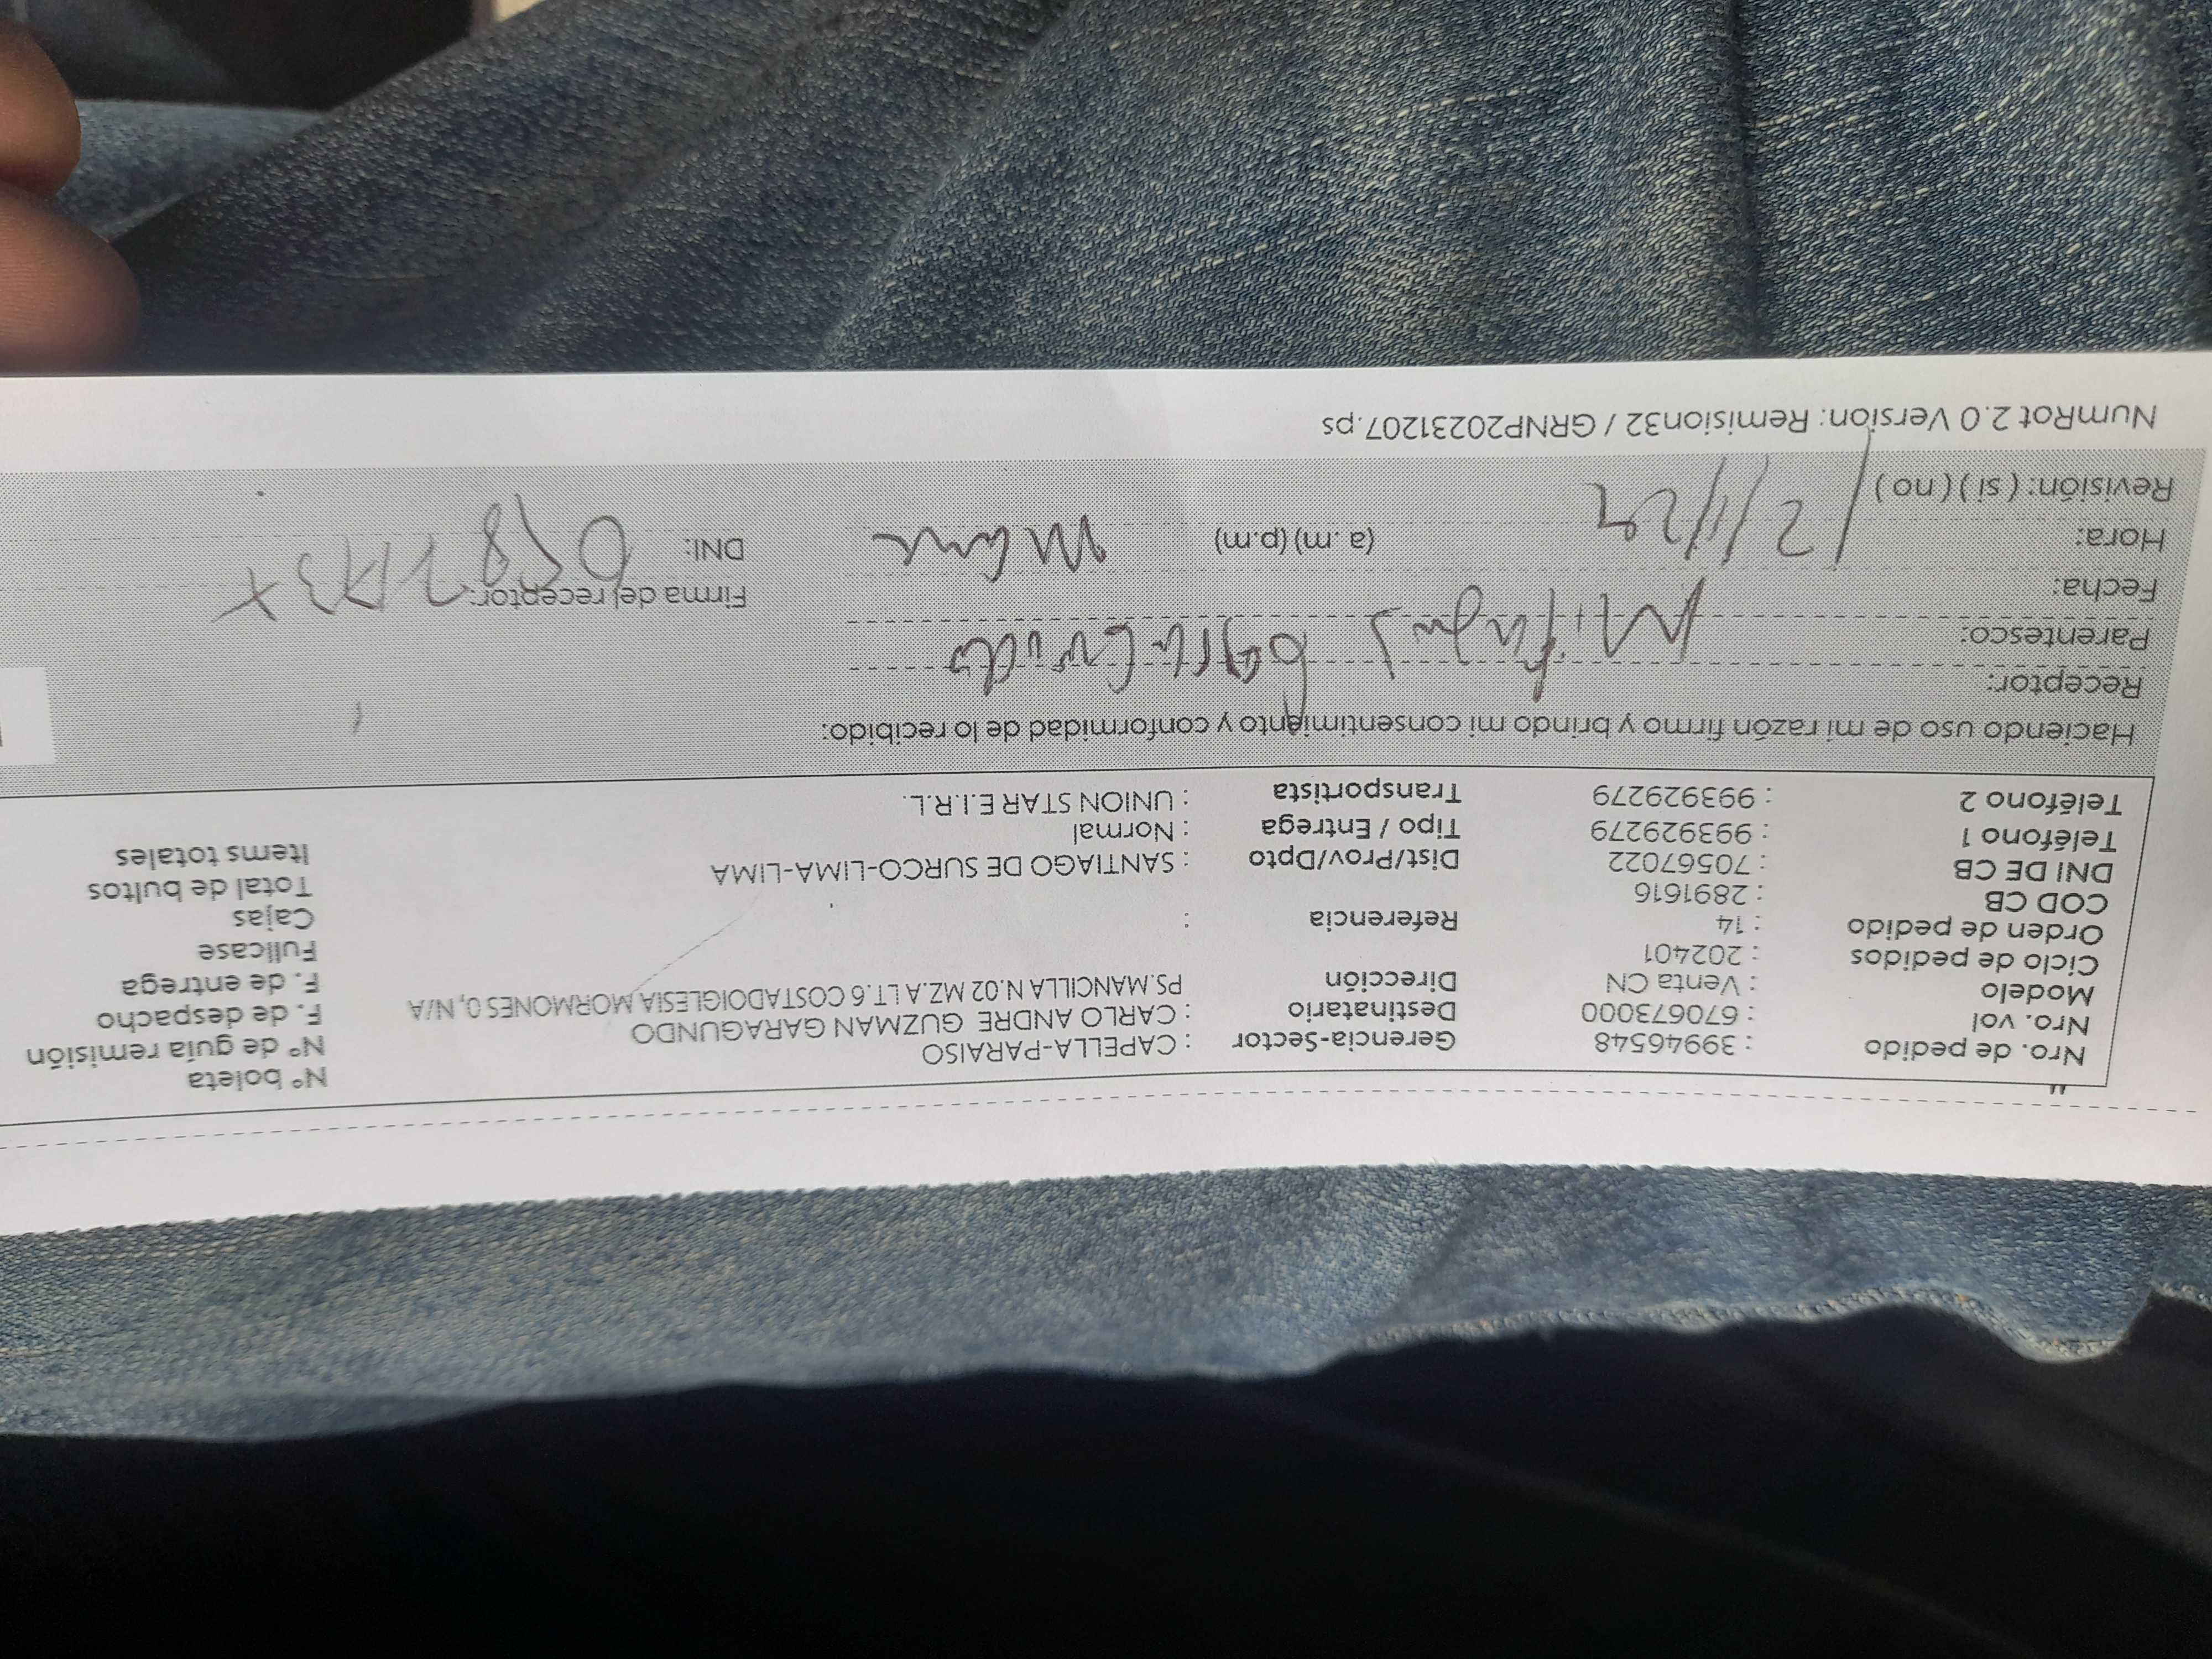 Nro. de pedido : 39946548 Gerencia-Sector : CAPELLA-PARAISO N° boleta
Nro. vol : 670673000 Destinatario : CARLO ANDRE GUZMAN GARAGUNDO N° de guía remisión
Modelo : Venta CN Dirección PS.MANCILLA N.02 MZ.A LT.6 COSTADOIGLESIA MORMONES 0, N/A F. de despacho
Ciclo de pedidos : 202401 F. de entrega
Orden de pedido : 14 Referencia : Fullcase
COD CB : 2891616 Cajas
DNI DE CB : 70567022 Dist/Prov/Dpto : SANTIAGO DE SURCO-LIMA-LIMA Total de bultos
Teléfono 1 : 993929279 Tipo / Entrega : Normal Items totales
Teléfono 2 : 993929279 Transportista : UNION STAR E.I.R.L.
Haciendo uso de mi razón firmo y brindo mi consentimiento y conformidad de lo recibido:
Receptor:
Parentesco:
Fecha: Firma del receptor:
Hora: (a .m) (p.m) DNI:
Revisión: ( si ) ( no )
NumRot 2.0 Version: Remision32 / GRNP20231207.ps